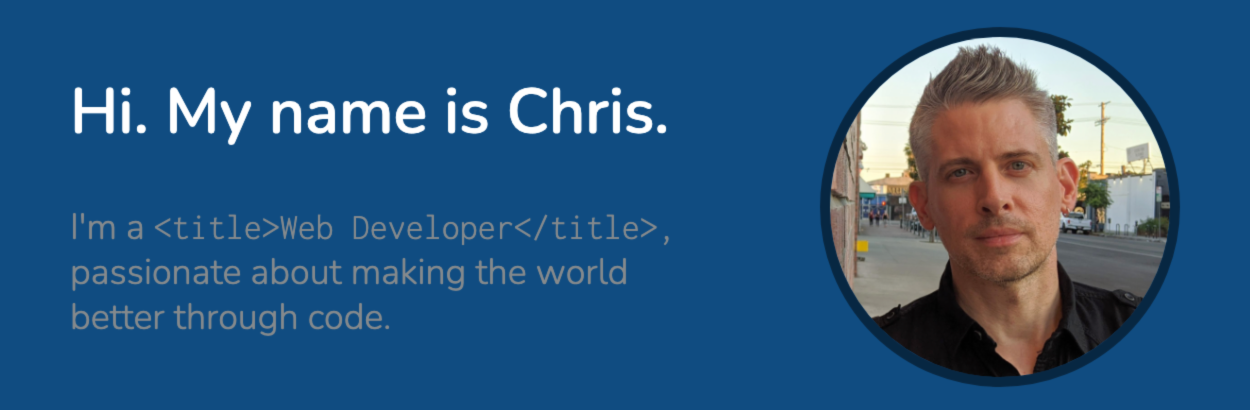 Hi. My name is Chris.
I'm a <title>Web Developer</title>,
passionate about making the world
better through code.